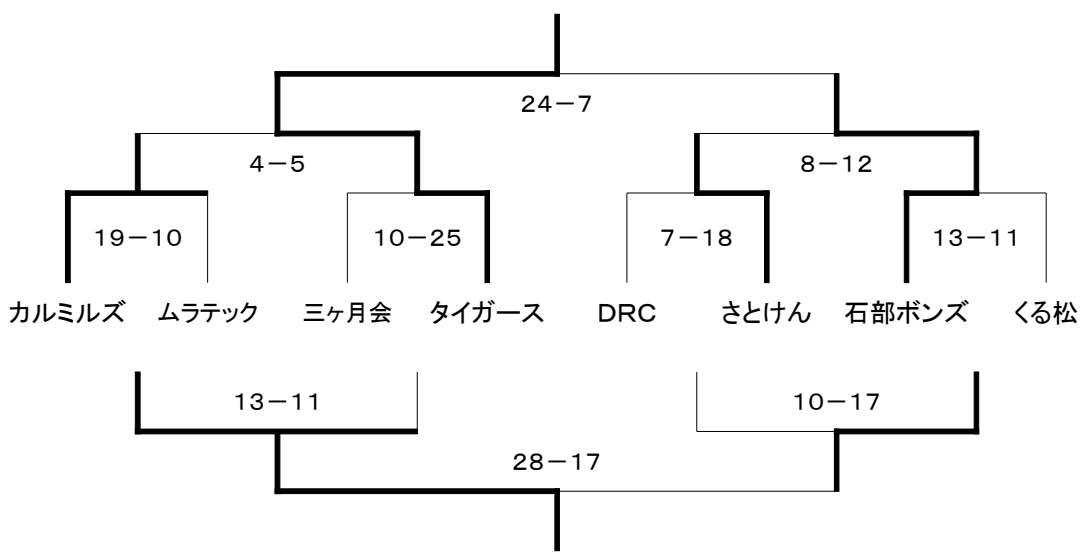 24－7
4－5
8－12
19－10
10－25
7－18
13－11
カルミルズ
ムラテック
三ヶ月会
タイガース
DRC
さとけん
石部ボンズ
くる松
13－11
10－17
28－17